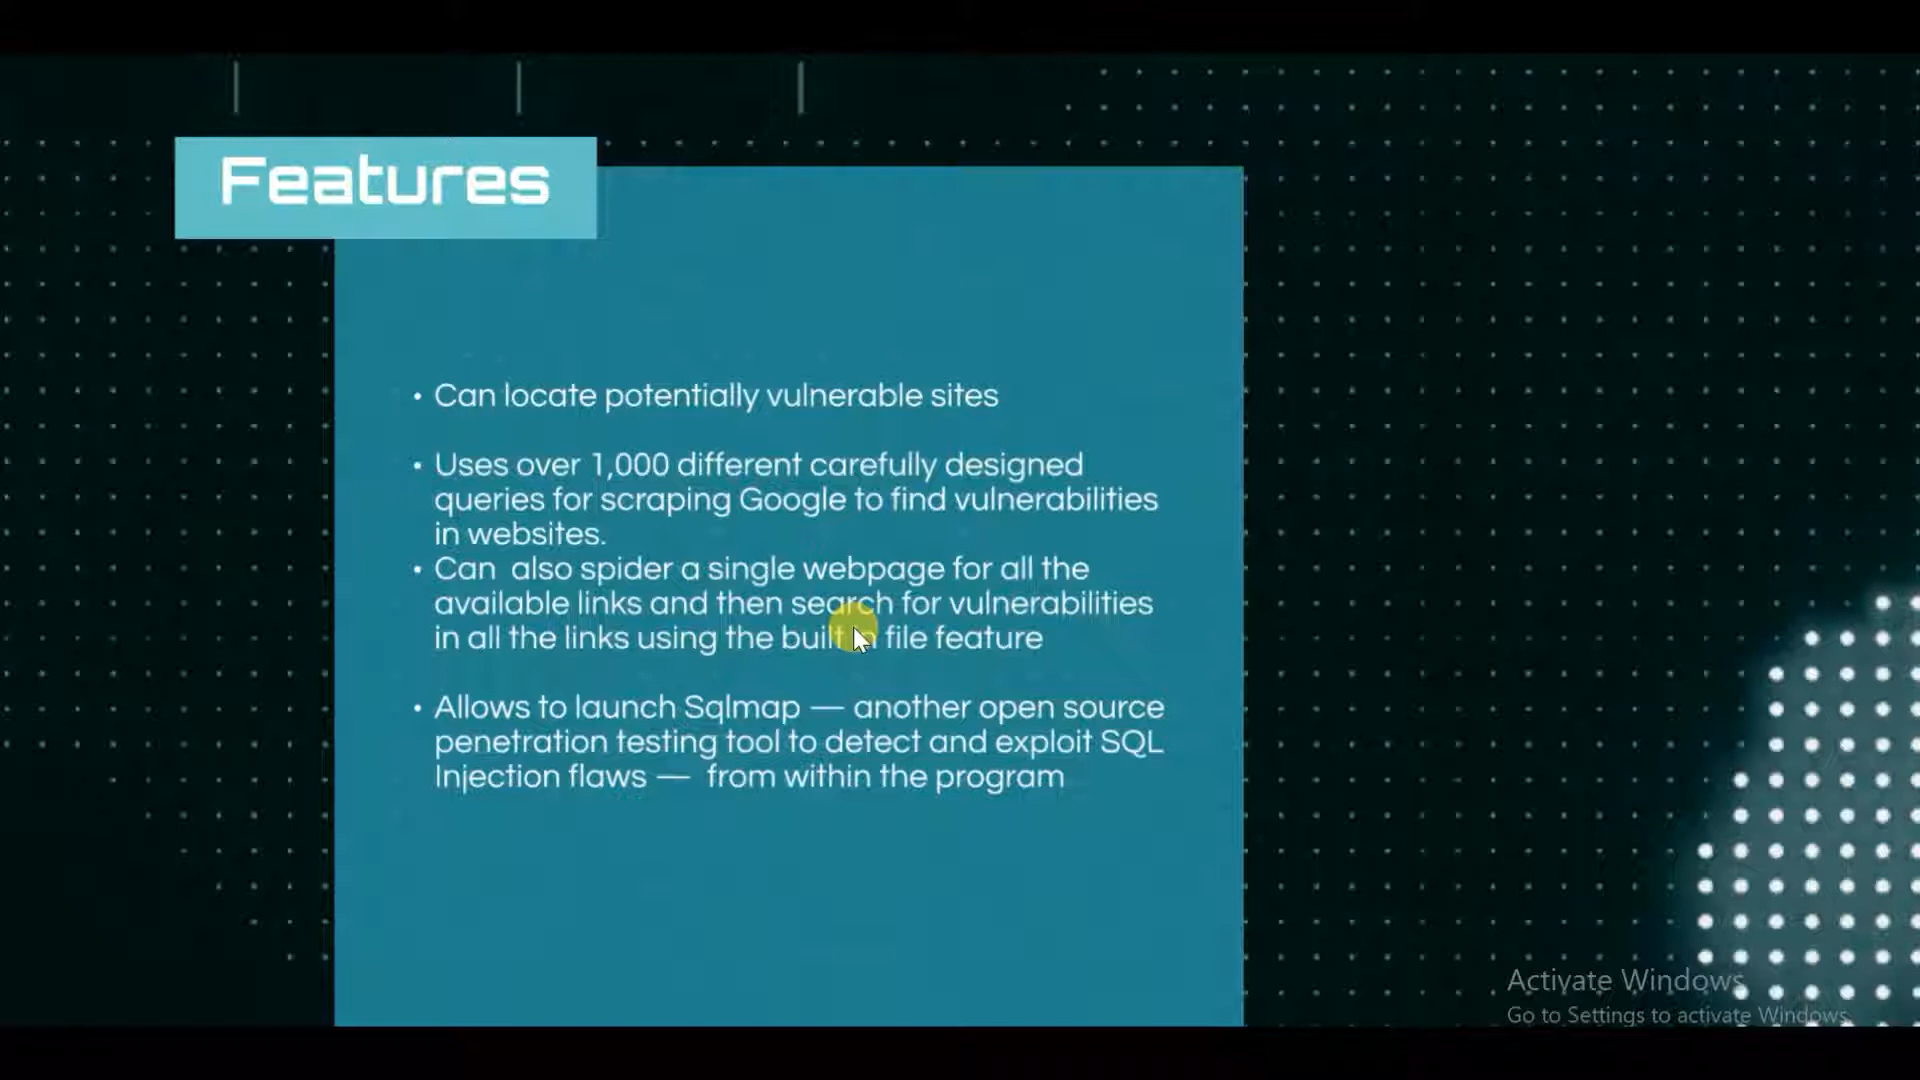 Features
• Can locate potentially vulnerable sites
• Uses over 1,000 different carefully designed
queries for scraping Google to find vulnerabilities
in websites.
• Can also spider a single webpage for all the
available links and then search for vulnerabilities
in all the links using the built in file feature
• Allows to launch Sqlmap — another open source
penetration testing tool to detect and exploit SQL
Injection flaws — from within the program
Activate Windows
Go to Settings to activate Windows.